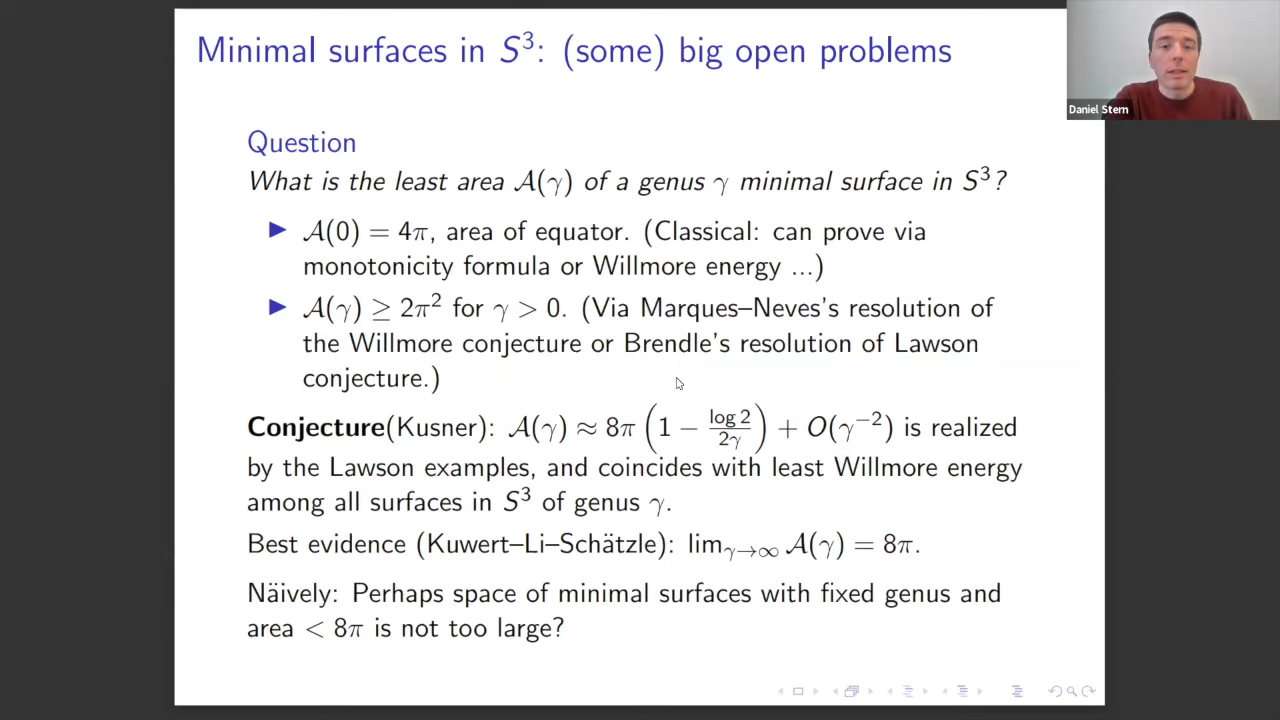 Minimal surfaces in S³: (some) big open problems
Daniel Stern
Question
What is the least area 𝒜(γ) of a genus γ minimal surface in S³?
▶ 𝒜(0) = 4π, area of equator. (Classical: can prove via
monotonicity formula or Willmore energy ...)
▶ 𝒜(γ) ≥ 2π² for γ > 0. (Via Marques–Neves's resolution of
the Willmore conjecture or Brendle's resolution of Lawson
conjecture.)
Conjecture(Kusner): 𝒜(γ) ≈ 8π (1 − log 2/2γ) + O(γ⁻²) is realized
by the Lawson examples, and coincides with least Willmore energy
among all surfaces in S³ of genus γ.
Best evidence (Kuwert–Li–Schätzle): lim_{γ→∞} 𝒜(γ) = 8π.
Näively: Perhaps space of minimal surfaces with fixed genus and
area < 8π is not too large?